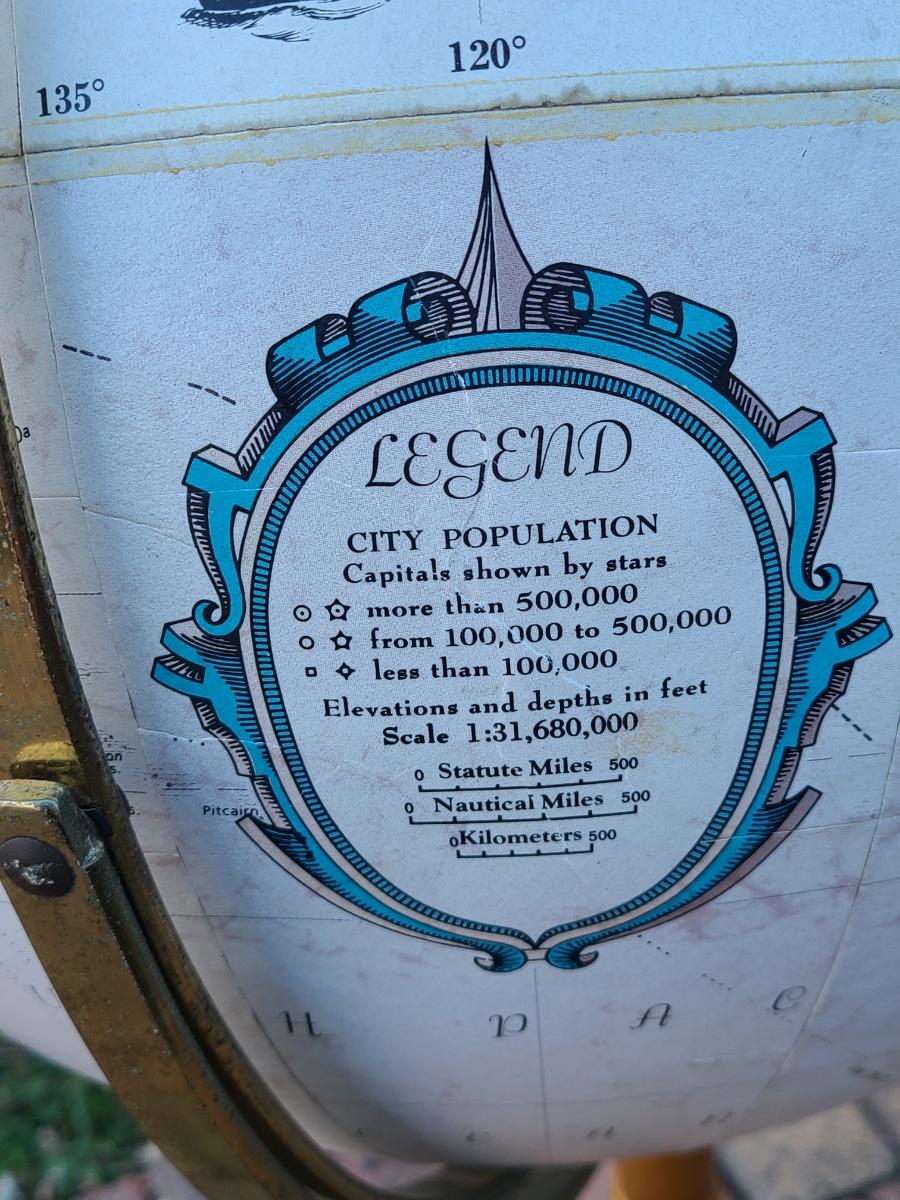 120°
135°
LEGEND
CITY POPULATION
Capitals shown by stars
more than 500,000
from 100,000 to 500,000
less than 100,000
Elevations and depths in feet
Scale 1:31,680,000
0 Statute Miles 500
0 Nautical Miles 500
0 Kilometers 500
Pitcairn
H P A C